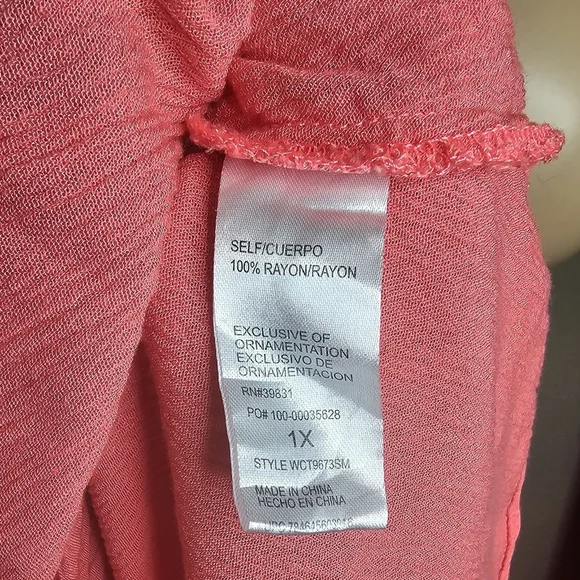 SELF/CUERPO
100% RAYON/RAYON
EXCLUSIVE OF
ORNAMENTATION
EXCLUSIVO DE
ORNAMENTACION
RN#39831
PO# 100-00035628
1X
STYLE WCT9673SM
MADE IN CHINA
HECHO EN CHINA